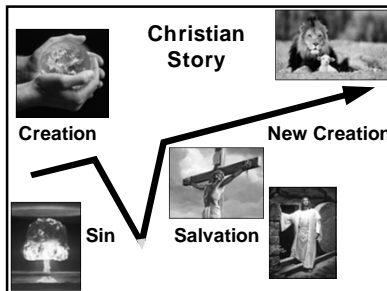 Christian
Story
Creation
New Creation
Sin
Salvation